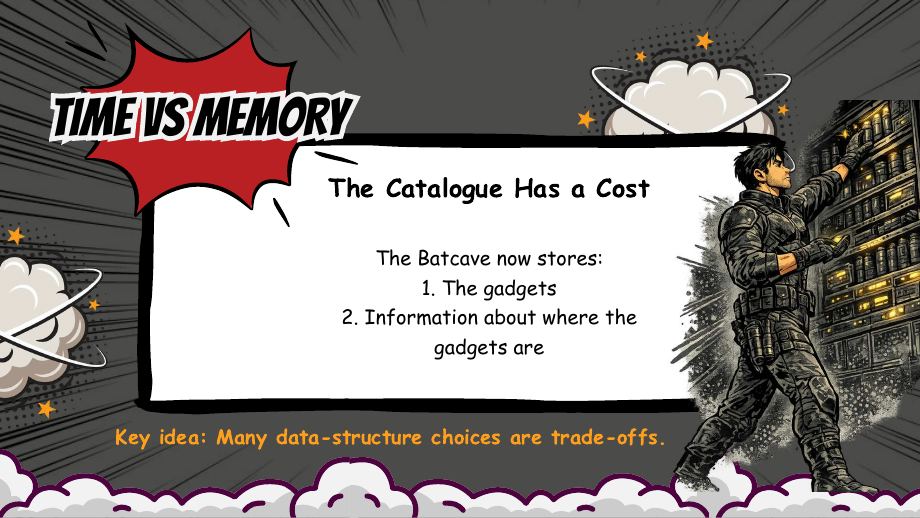 TIME VS MEMORY
The Catalogue Has a Cost
The Batcave now stores:
1. The gadgets
2. Information about where the
gadgets are
Key idea: Many data-structure choices are trade-offs.